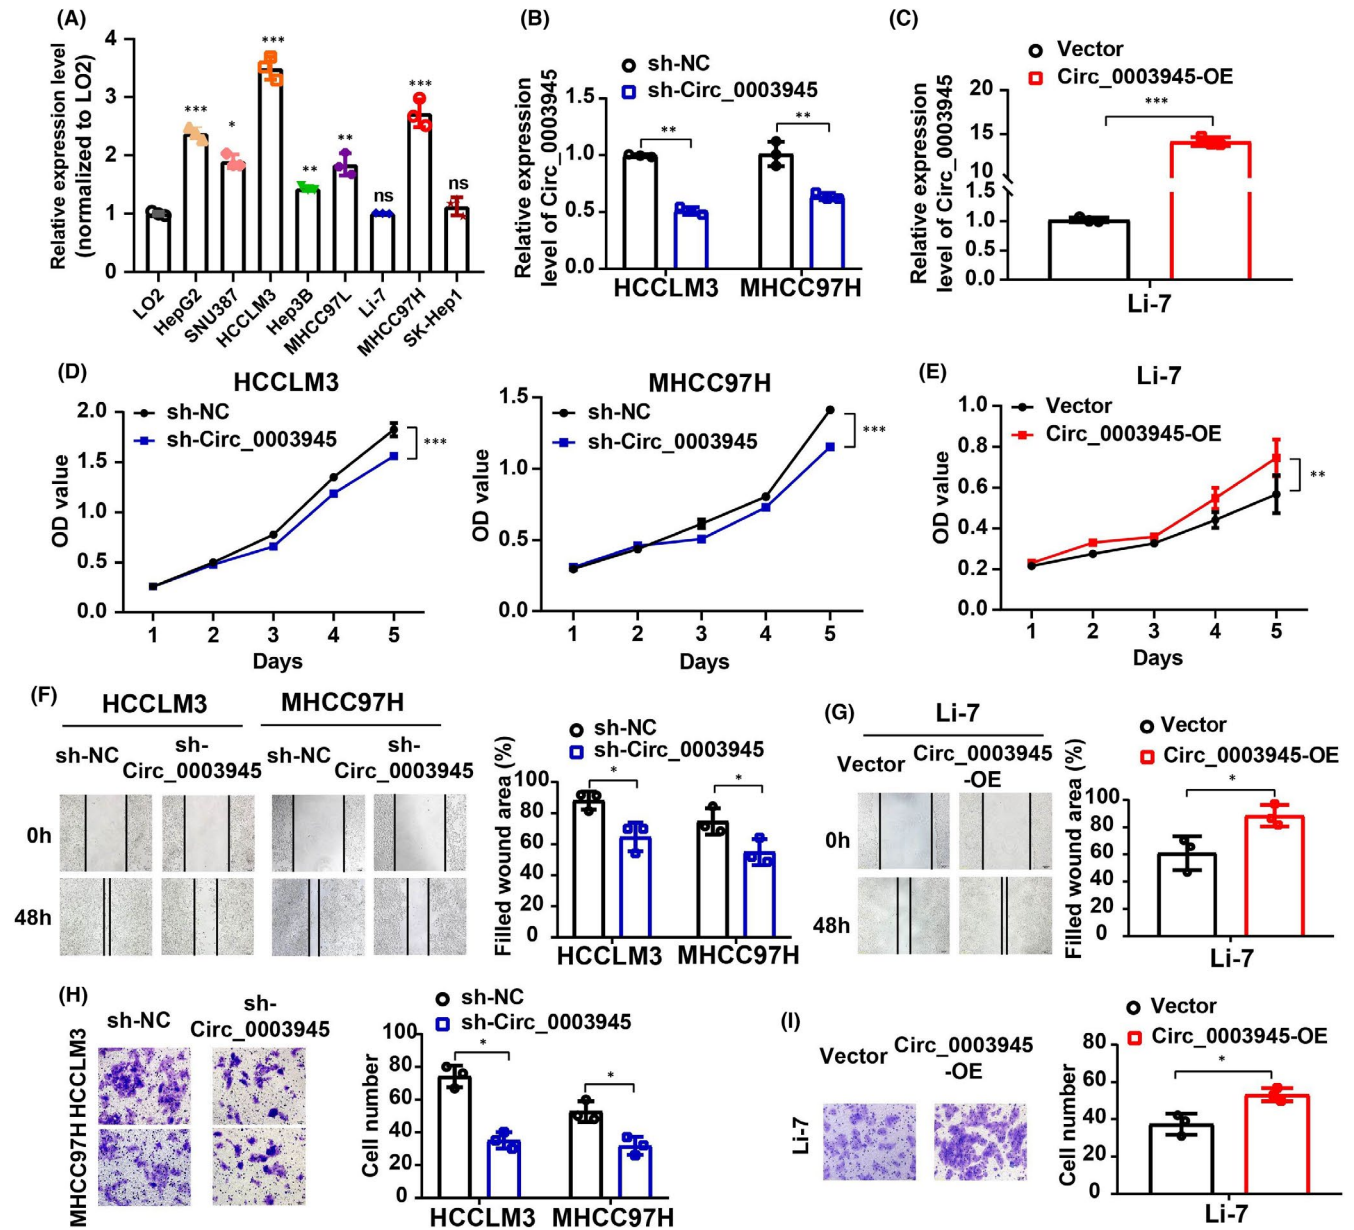 (A)
Relative expression level
(normalized to LO2)
4
3
2
1
0
***
*
***
**
**
ns
***
ns
LO2
HepG2
SNU387
HCCLM3
Hep3B
MHCC97L
Li-7
MHCC97H
SK-Hep1
(B)
sh-NC
sh-Circ_0003945
Relative expression
level of Circ_0003945
1.5
1.0
0.5
0.0
**
**
HCCLM3
MHCC97H
(C)
Vector
Circ_0003945-OE
Relative expression
level of Circ_0003945
20
15
10
1.5
1.0
0.5
0.0
***
Li-7
(D)
HCCLM3
sh-NC
sh-Circ_0003945
OD value
2.0
1.5
1.0
0.5
0.0
***
1 2 3 4 5
Days
MHCC97H
sh-NC
sh-Circ_0003945
OD value
1.5
1.0
0.5
0.0
***
1 2 3 4 5
Days
(E)
Li-7
Vector
Circ_0003945-OE
OD value
1.0
0.8
0.6
0.4
0.2
0.0
**
1 2 3 4 5
Days
(F)
HCCLM3
MHCC97H
sh-NC
sh-
Circ_0003945
sh-NC
sh-
Circ_0003945
0h
48h
sh-NC
sh-Circ_0003945
Filled wound area (%)
100
80
60
40
20
0
*
*
HCCLM3
MHCC97H
(G)
Li-7
Vector
Circ_0003945
-OE
0h
48h
Vector
Circ_0003945-OE
Filled wound area (%)
100
80
60
40
20
0
*
Li-7
(H)
sh-NC
sh-
Circ_0003945
HCCLM3
MHCC97H
sh-NC
sh-Circ_0003945
Cell number
100
80
60
40
20
0
*
*
HCCLM3
MHCC97H
(I)
Vector
Circ_0003945
-OE
Li-7
Vector
Circ_0003945-OE
Cell number
80
60
40
20
0
*
Li-7